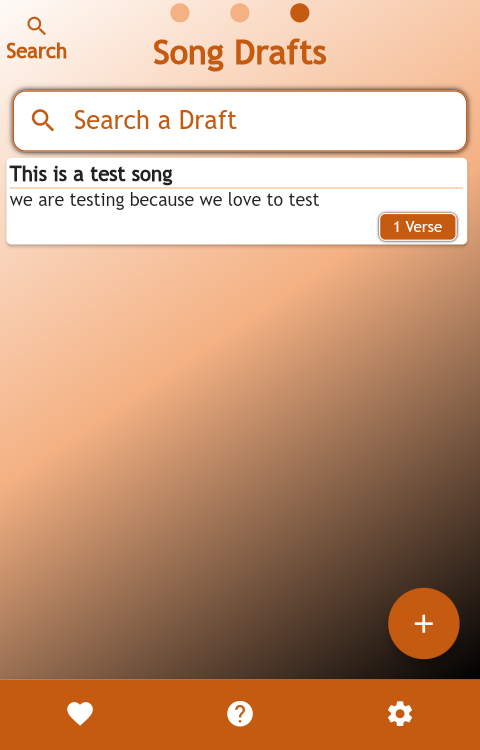 Search
Song Drafts
Search a Draft
This is a test song
we are testing because we love to test
1 Verse